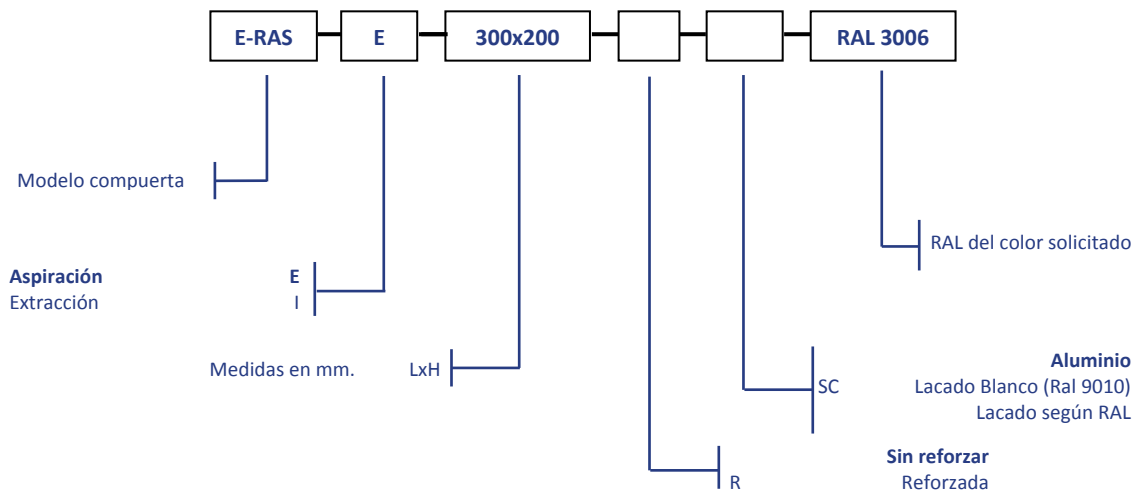 E-RAS E 300x200 RAL 3006
Modelo compuerta
RAL del color solicitado
Aspiración E
Extracción I
Medidas en mm. LxH
Aluminio
SC Lacado Blanco (Ral 9010)
Lacado según RAL
Sin reforzar
R Reforzada